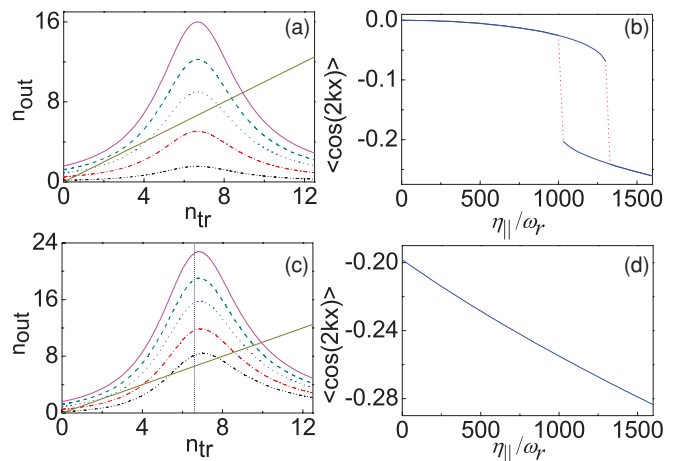 16
8
0
n_out
0
4
8
12
n_tr
(a)
0.0
-0.1
-0.2
<cos(2kx)>
0
500
1000
1500
η_||/ω_r
(b)
24
16
8
0
n_out
0
4
8
12
n_tr
(c)
-0.20
-0.24
-0.28
<cos(2kx)>
0
500
1000
1500
η_||/ω_r
(d)